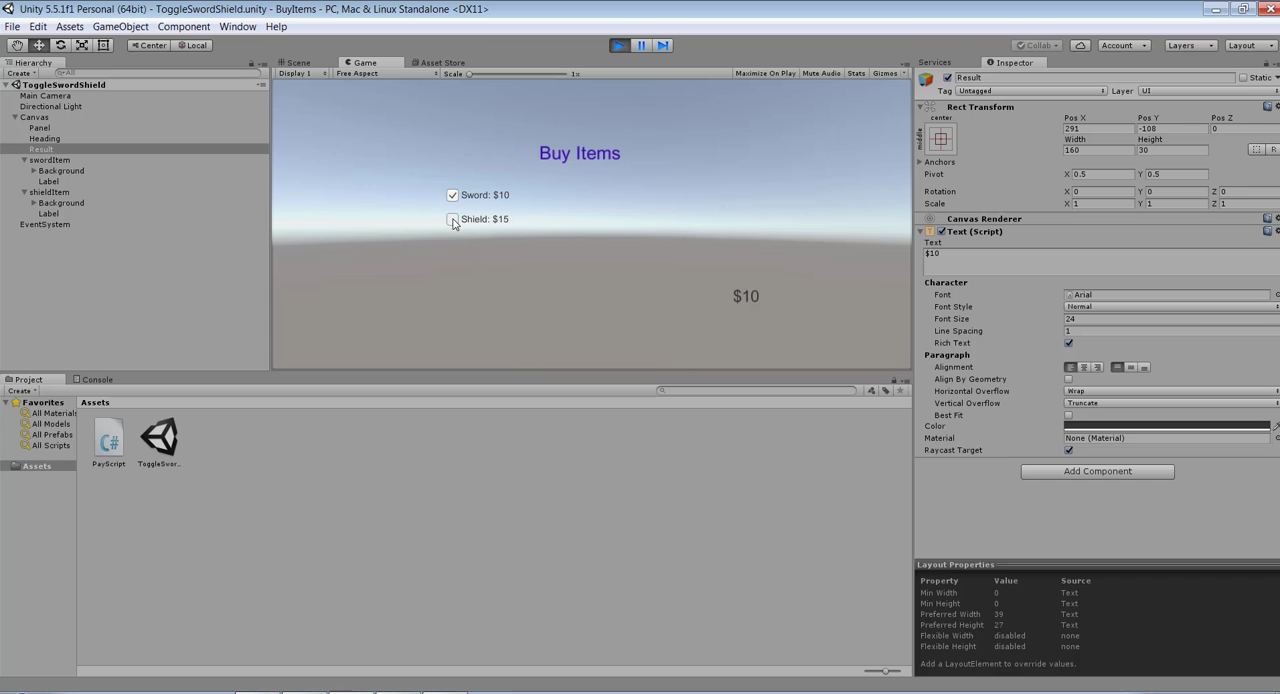 Unity 5.5.1f1 Personal (64bit) - ToggleSwordShield.unity - BuyItems - PC, Mac & Linux Standalone <DX11>
File Edit Assets GameObject Component Window Help
Center Local Collab Account Layers Layout
Hierarchy
Create All
ToggleSwordShield
Main Camera
Directional Light
Canvas
Panel
Heading
Result
swordItem
Background
Label
shieldItem
Background
Label
EventSystem
Scene Game Asset Store
Display 1 Free Aspect Scale 1x Maximize On Play Mute Audio Stats Gizmos
Buy Items
Sword: $10
Shield: $15
$10
Services Inspector
Result Static
Tag Untagged Layer UI
Rect Transform
center
middle
Pos X Pos Y Pos Z
291 -108 0
Width Height
160 30
R
Anchors
Pivot X 0.5 Y 0.5
Rotation X 0 Y 0 Z 0
Scale X 1 Y 1 Z 1
Canvas Renderer
Text (Script)
Text
$10
Character
Font Arial
Font Style Normal
Font Size 24
Line Spacing 1
Rich Text
Paragraph
Alignment
Align By Geometry
Horizontal Overflow Wrap
Vertical Overflow Truncate
Best Fit
Color
Material None (Material)
Raycast Target
Add Component
Layout Properties
Property Value Source
Min Width 0 Text
Min Height 0 Text
Preferred Width 39 Text
Preferred Height 27 Text
Flexible Width disabled none
Flexible Height disabled none
Add a LayoutElement to override values.
Project Console
Create
Favorites
All Materials
All Models
All Prefabs
All Scripts
Assets
Assets
C#
PayScript ToggleSwor...